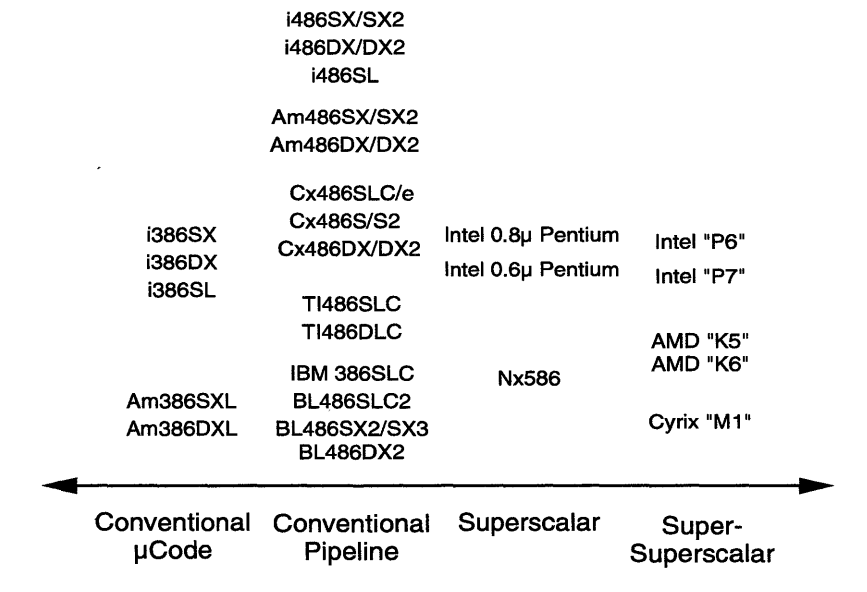 i486SX/SX2
i486DX/DX2
i486SL
Am486SX/SX2
Am486DX/DX2
Cx486SLC/e
Cx486S/S2
Cx486DX/DX2
i386SX
i386DX
i386SL
Intel 0.8µ Pentium
Intel 0.6µ Pentium
Intel "P6"
Intel "P7"
TI486SLC
TI486DLC
AMD "K5"
AMD "K6"
IBM 386SLC
BL486SLC2
BL486SX2/SX3
BL486DX2
Nx586
Am386SXL
Am386DXL
Cyrix "M1"
Conventional
µCode
Conventional
Pipeline
Superscalar
Super-
Superscalar